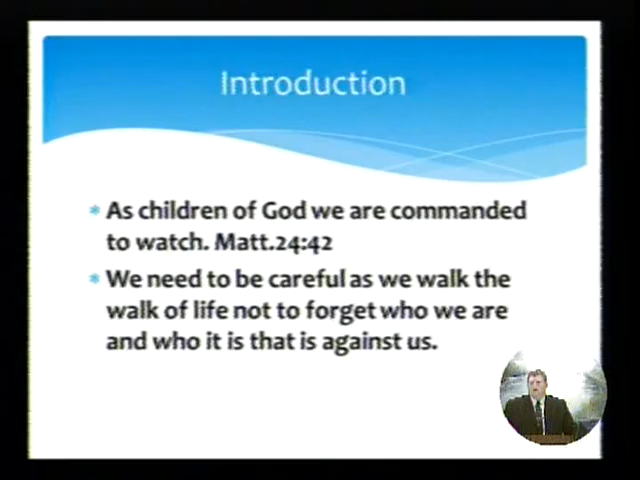 Introduction
* As children of God we are commanded
to watch. Matt.24:42
* We need to be careful as we walk the
walk of life not to forget who we are
and who it is that is against us.